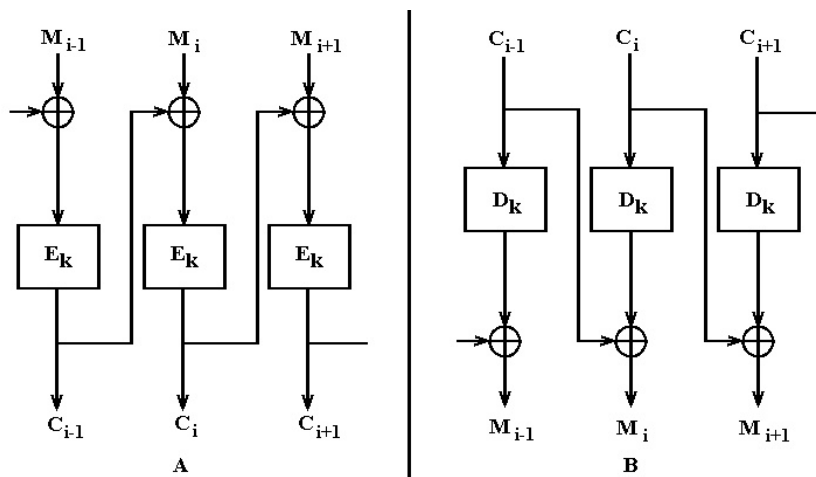 M i-1 M i M i+1
E k E k E k
C i-1 C i C i+1
A
C i-1 C i C i+1
D k D k D k
M i-1 M i M i+1
B